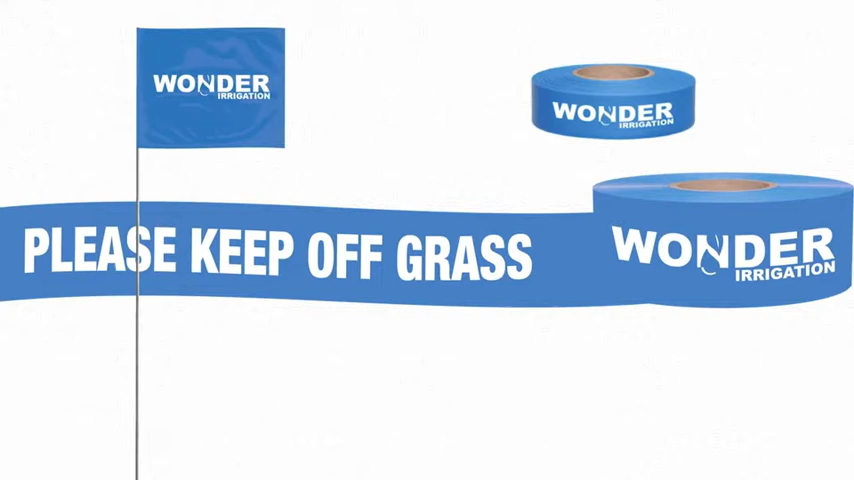 WONDER
IRRIGATION
WONDER
IRRIGATION
PLEASE KEEP OFF GRASS
WONDER
IRRIGATION